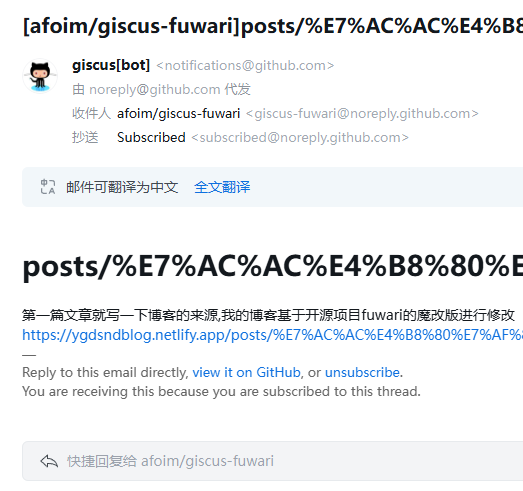 [afoim/giscus-fuwari]posts/%E7%AC%AC%E4%B8
giscus[bot] <notifications@github.com>
由 noreply@github.com 代发
收件人 afoim/giscus-fuwari <giscus-fuwari@noreply.github.com>
抄送 Subscribed <subscribed@noreply.github.com>
邮件可翻译为中文 全文翻译
posts/%E7%AC%AC%E4%B8%80%E
第一篇文章就写一下博客的来源,我的博客基于开源项目fuwari的魔改版进行修改
https://ygdsndblog.netlify.app/posts/%E7%AC%AC%E4%B8%80%E7%AF%8
—
Reply to this email directly, view it on GitHub, or unsubscribe.
You are receiving this because you are subscribed to this thread.
快捷回复给 afoim/giscus-fuwari